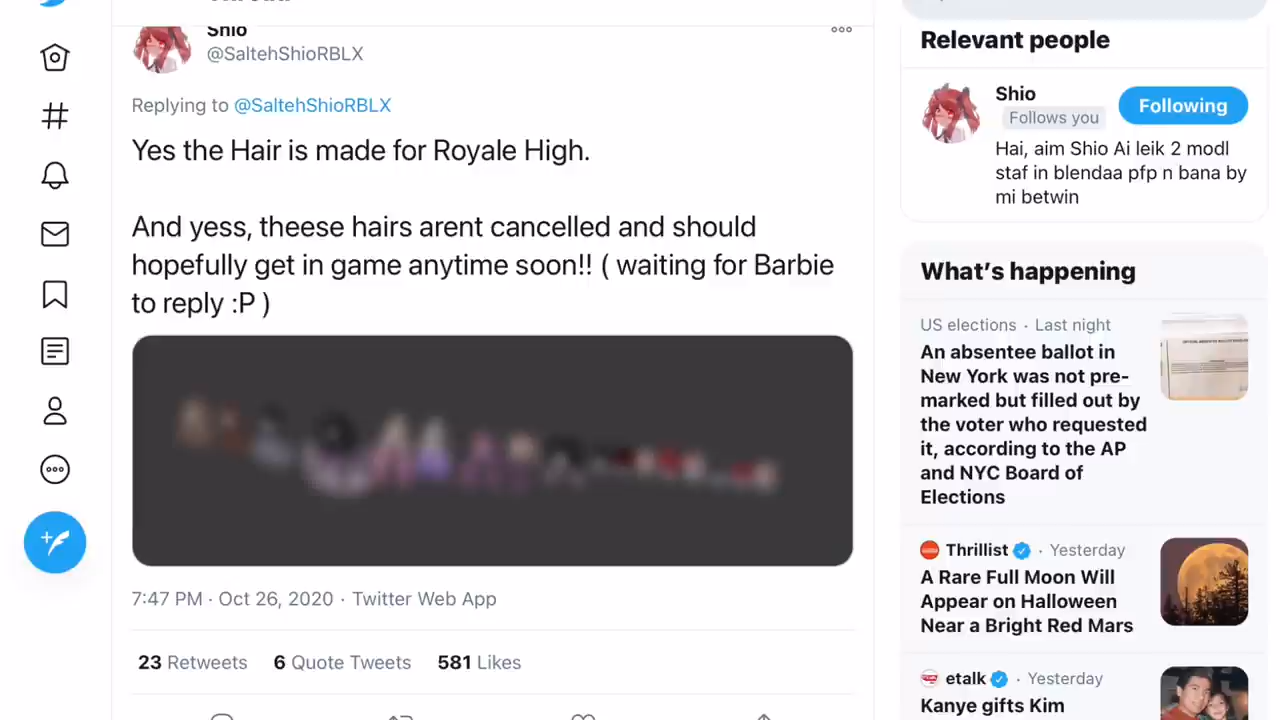 Shio
@SaltehShioRBLX
Replying to @SaltehShioRBLX
Yes the Hair is made for Royale High.
And yess, theese hairs arent cancelled and should
hopefully get in game anytime soon!! ( waiting for Barbie
to reply :P )
7:47 PM · Oct 26, 2020 · Twitter Web App
23 Retweets 6 Quote Tweets 581 Likes
Relevant people
Shio
Follows you
Following
Hai, aim Shio Ai leik 2 modl
staf in blendaa pfp n bana by
mi betwin
What's happening
US elections · Last night
An absentee ballot in
New York was not pre-
marked but filled out by
the voter who requested
it, according to the AP
and NYC Board of
Elections
Thrillist · Yesterday
A Rare Full Moon Will
Appear on Halloween
Near a Bright Red Mars
etalk · Yesterday
Kanye gifts Kim